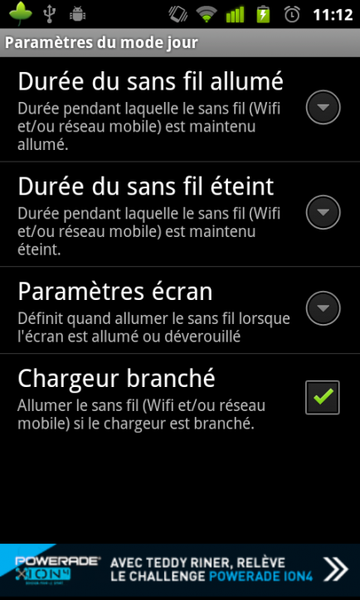 11:12
Paramètres du mode jour
Durée du sans fil allumé
Durée pendant laquelle le sans fil (Wifi
et/ou réseau mobile) est maintenu
allumé.
Durée du sans fil éteint
Durée pendant laquelle le sans fil (Wifi
et/ou réseau mobile) est maintenu
éteint.
Paramètres écran
Définit quand allumer le sans fil lorsque
l'écran est allumé ou déverouillé
Chargeur branché
Allumer le sans fil (Wifi et/ou réseau
mobile) si le chargeur est branché.
POWERADE
ION4
AVEC TEDDY RINER, RELÈVE
LE CHALLENGE POWERADE ION4